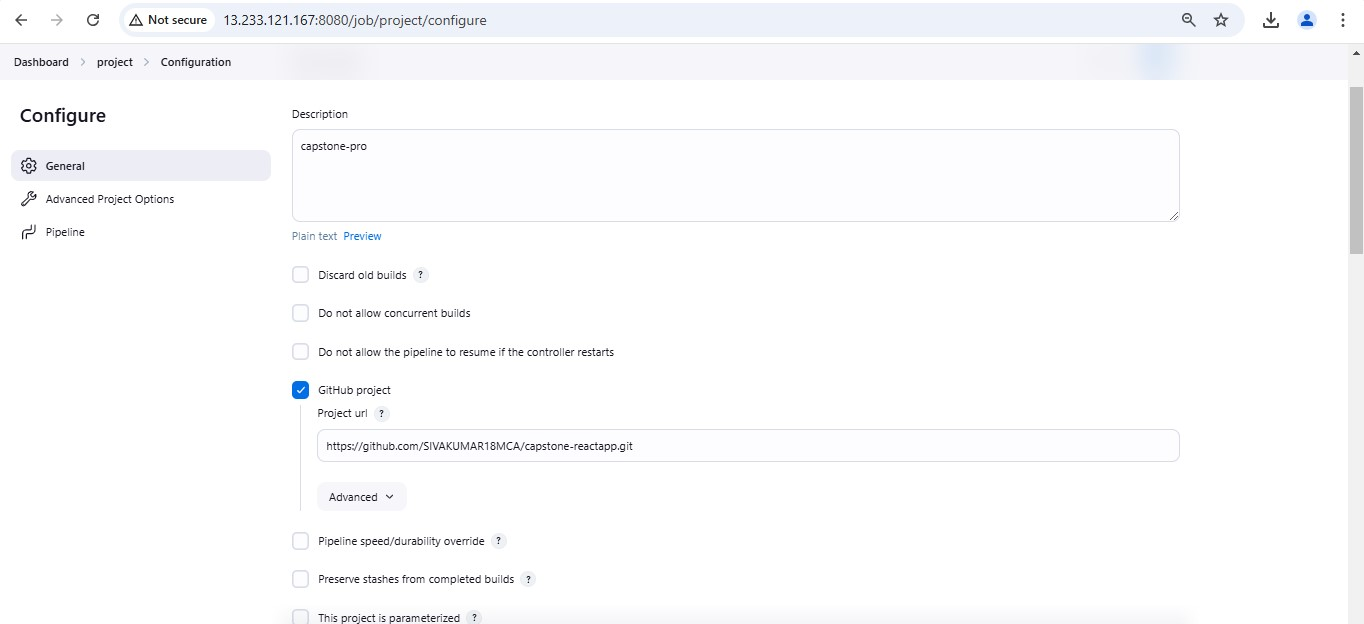 Not secure
13.233.121.167:8080/job/project/configure
Dashboard > project > Configuration
Configure
General
Advanced Project Options
Pipeline
Description
capstone-pro
Plain text Preview
Discard old builds ?
Do not allow concurrent builds
Do not allow the pipeline to resume if the controller restarts
GitHub project
Project url ?
https://github.com/SIVAKUMAR18MCA/capstone-reactapp.git
Advanced
Pipeline speed/durability override ?
Preserve stashes from completed builds ?
This project is parameterized ?